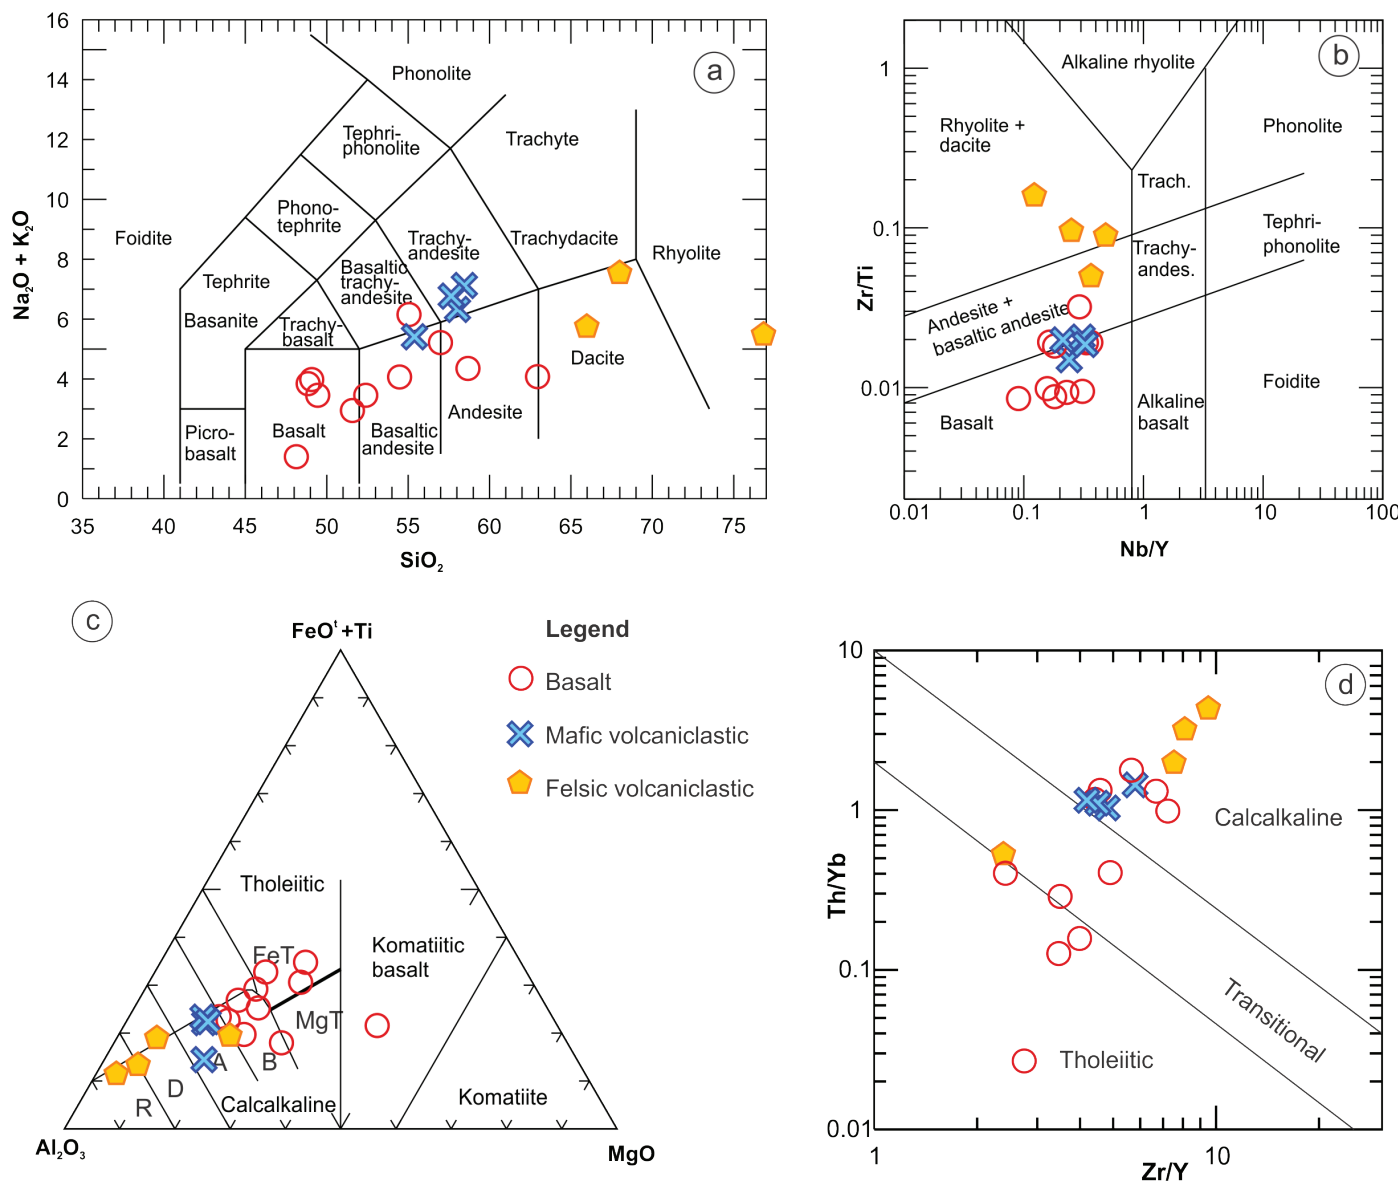 16
14
12
10
8
6
4
2
0
Na₂O + K₂O
a
Phonolite
Tephri-
phonolite
Trachyte
Phono-
tephrite
Foidite
Trachy-
andesite
Trachydacite
Rhyolite
Tephrite
Basaltic
trachy-
andesite
Basanite
Trachy-
basalt
Dacite
Andesite
Picro-
basalt
Basalt
Basaltic
andesite
35 40 45 50 55 60 65 70 75
SiO₂
b
1
0.1
0.01
Zr/Ti
Alkaline rhyolite
Rhyolite +
dacite
Phonolite
Trach.
Trachy-
andes.
Tephri-
phonolite
Andesite +
basaltic andesite
Foidite
Basalt
Alkaline
basalt
0.01 0.1 1 10 100
Nb/Y
c
FeOᵗ+Ti
Tholeiitic
Komatiitic
basalt
FeT
MgT
A
B
D
R
Calcalkaline
Komatiite
Al₂O₃
MgO
Legend
Basalt
Mafic volcaniclastic
Felsic volcaniclastic
d
10
1
0.1
0.01
Th/Yb
Calcalkaline
Transitional
Tholeiitic
1 10
Zr/Y